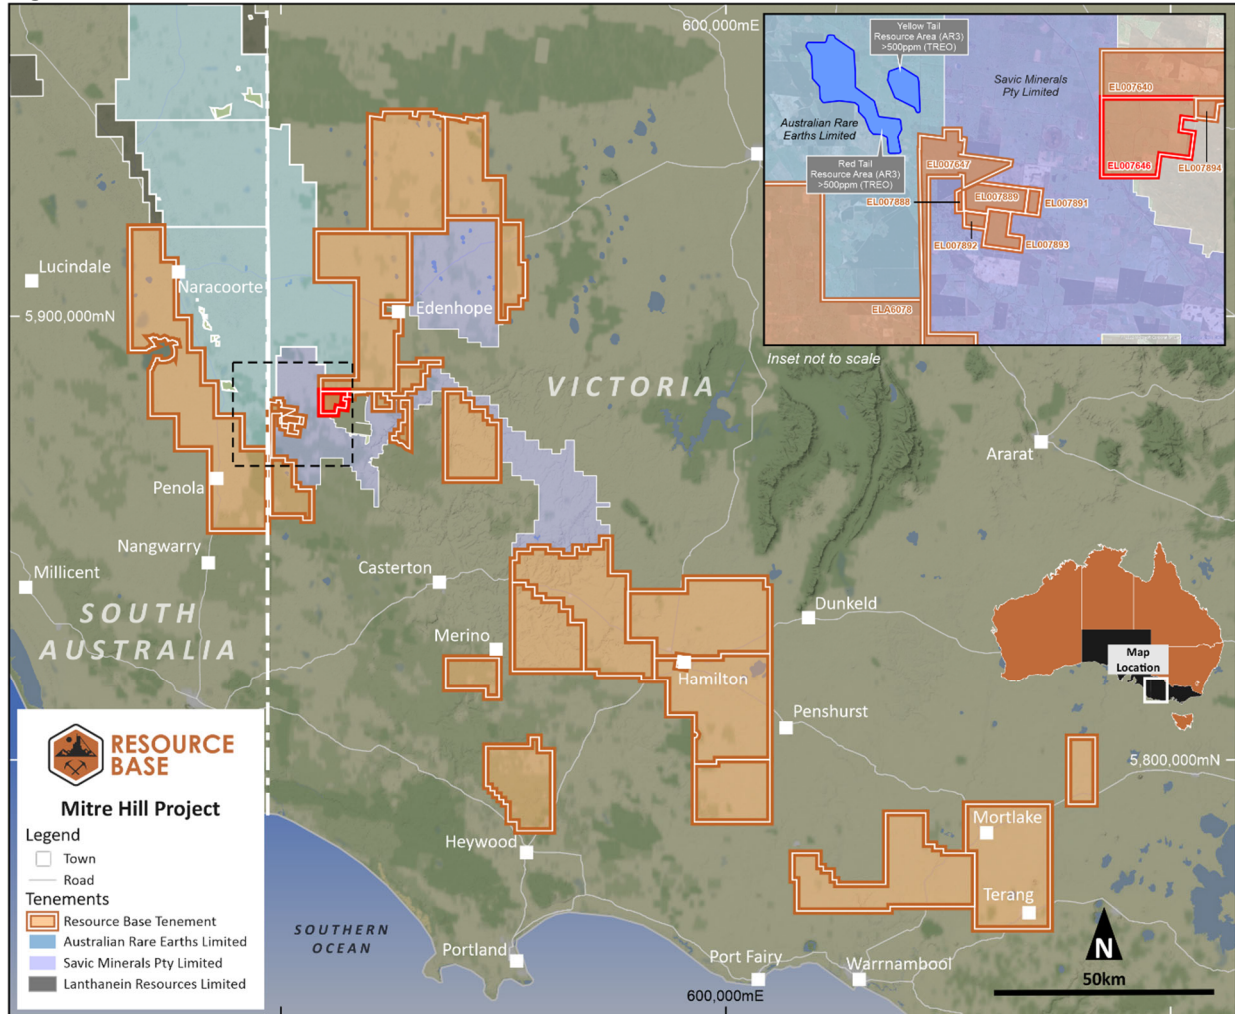 600,000mE
Yellow Tail
Resource Area (AR3)
>500ppm (TREO)
Savic Minerals
Pty Limited
EL007640
Australian Rare
Earths Limited
Red Tail
Resource Area (AR3)
>500ppm (TREO)
EL007647
EL007646
EL007894
EL007888
EL007889
EL007891
EL007892
EL007893
ELA6078
Inset not to scale
Lucindale
Naracoorte
5,900,000mN
Edenhope
VICTORIA
Ararat
Penola
Nangwarry
Millicent
Casterton
SOUTH
AUSTRALIA
Merino
Dunkeld
Hamilton
Map
Location
Penshurst
5,800,000mN
RESOURCE
BASE
Mitre Hill Project
Legend
Town
Road
Tenements
Resource Base Tenement
Australian Rare Earths Limited
Savic Minerals Pty Limited
Lanthanein Resources Limited
Heywood
Mortlake
Terang
SOUTHERN
OCEAN
Portland
Port Fairy
Warrnambool
600,000mE
N
50km